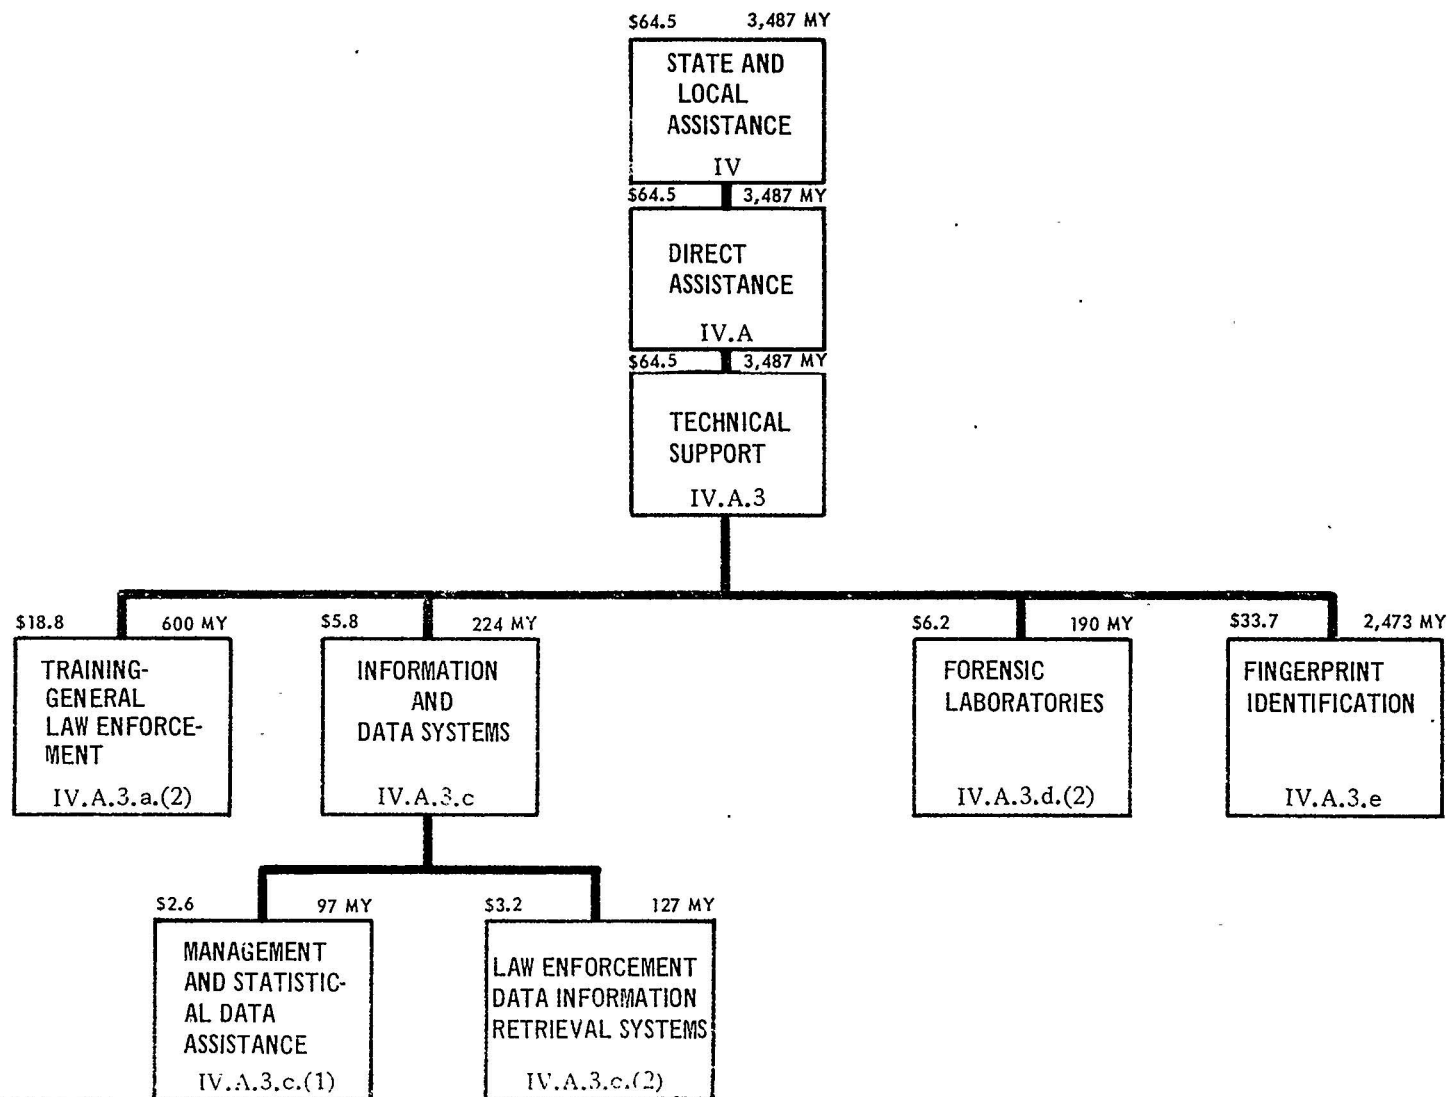 $64.5 3,487 MY
STATE AND
LOCAL
ASSISTANCE
IV
$64.5 3,487 MY
DIRECT
ASSISTANCE
IV.A
$64.5 3,487 MY
TECHNICAL
SUPPORT
IV.A.3
$18.8 600 MY
TRAINING-
GENERAL
LAW ENFORCE-
MENT
IV.A.3.a.(2)
$5.8 224 MY
INFORMATION
AND
DATA SYSTEMS
IV.A.3.c
$6.2 190 MY
FORENSIC
LABORATORIES
IV.A.3.d.(2)
$33.7 2,473 MY
FINGERPRINT
IDENTIFICATION
IV.A.3.e
$2.6 97 MY
MANAGEMENT
AND STATISTIC-
AL DATA
ASSISTANCE
IV.A.3.c.(1)
$3.2 127 MY
LAW ENFORCEMENT
DATA INFORMATION
RETRIEVAL SYSTEMS
IV.A.3.c.(2)